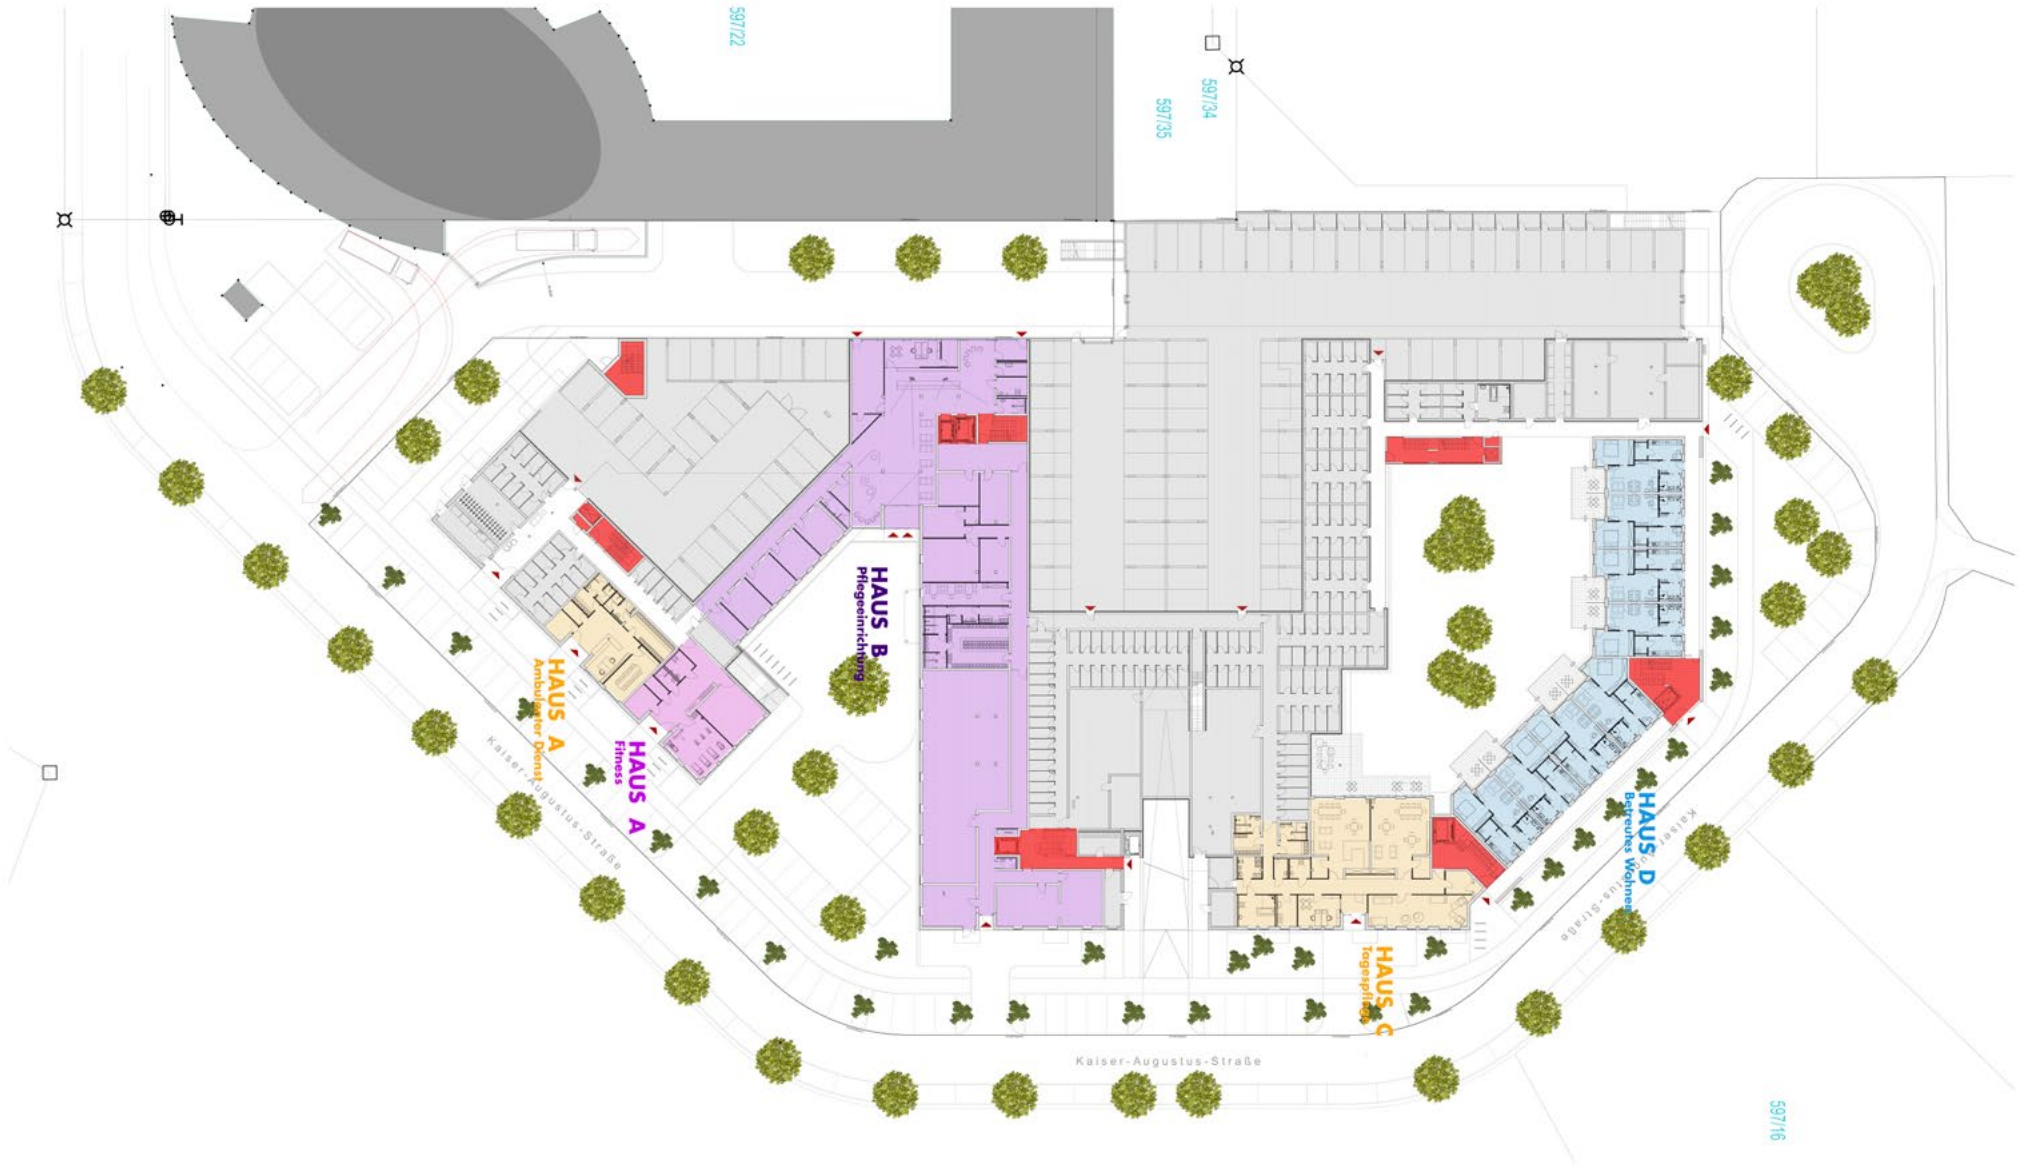 597/22
597/34
597/35
HAUS B
Pflegeeinrichtung
HAUS A
Ambulanter Dienst
HAUS A
Fitness
Kaiser-Augustus-Straße
HAUS D
Betreutes Wohnen
Kaiser-Augustus-Straße
HAUS C
Tagespflege
Kaiser-Augustus-Straße
597/16